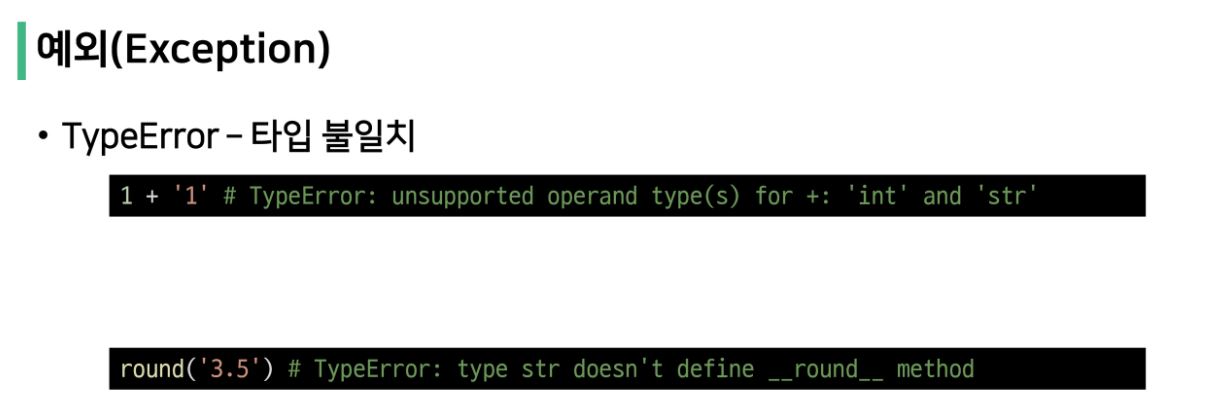 예외(Exception)
• TypeError – 타입 불일치
1 + '1' # TypeError: unsupported operand type(s) for +: 'int' and 'str'
round('3.5') # TypeError: type str doesn't define __round__ method